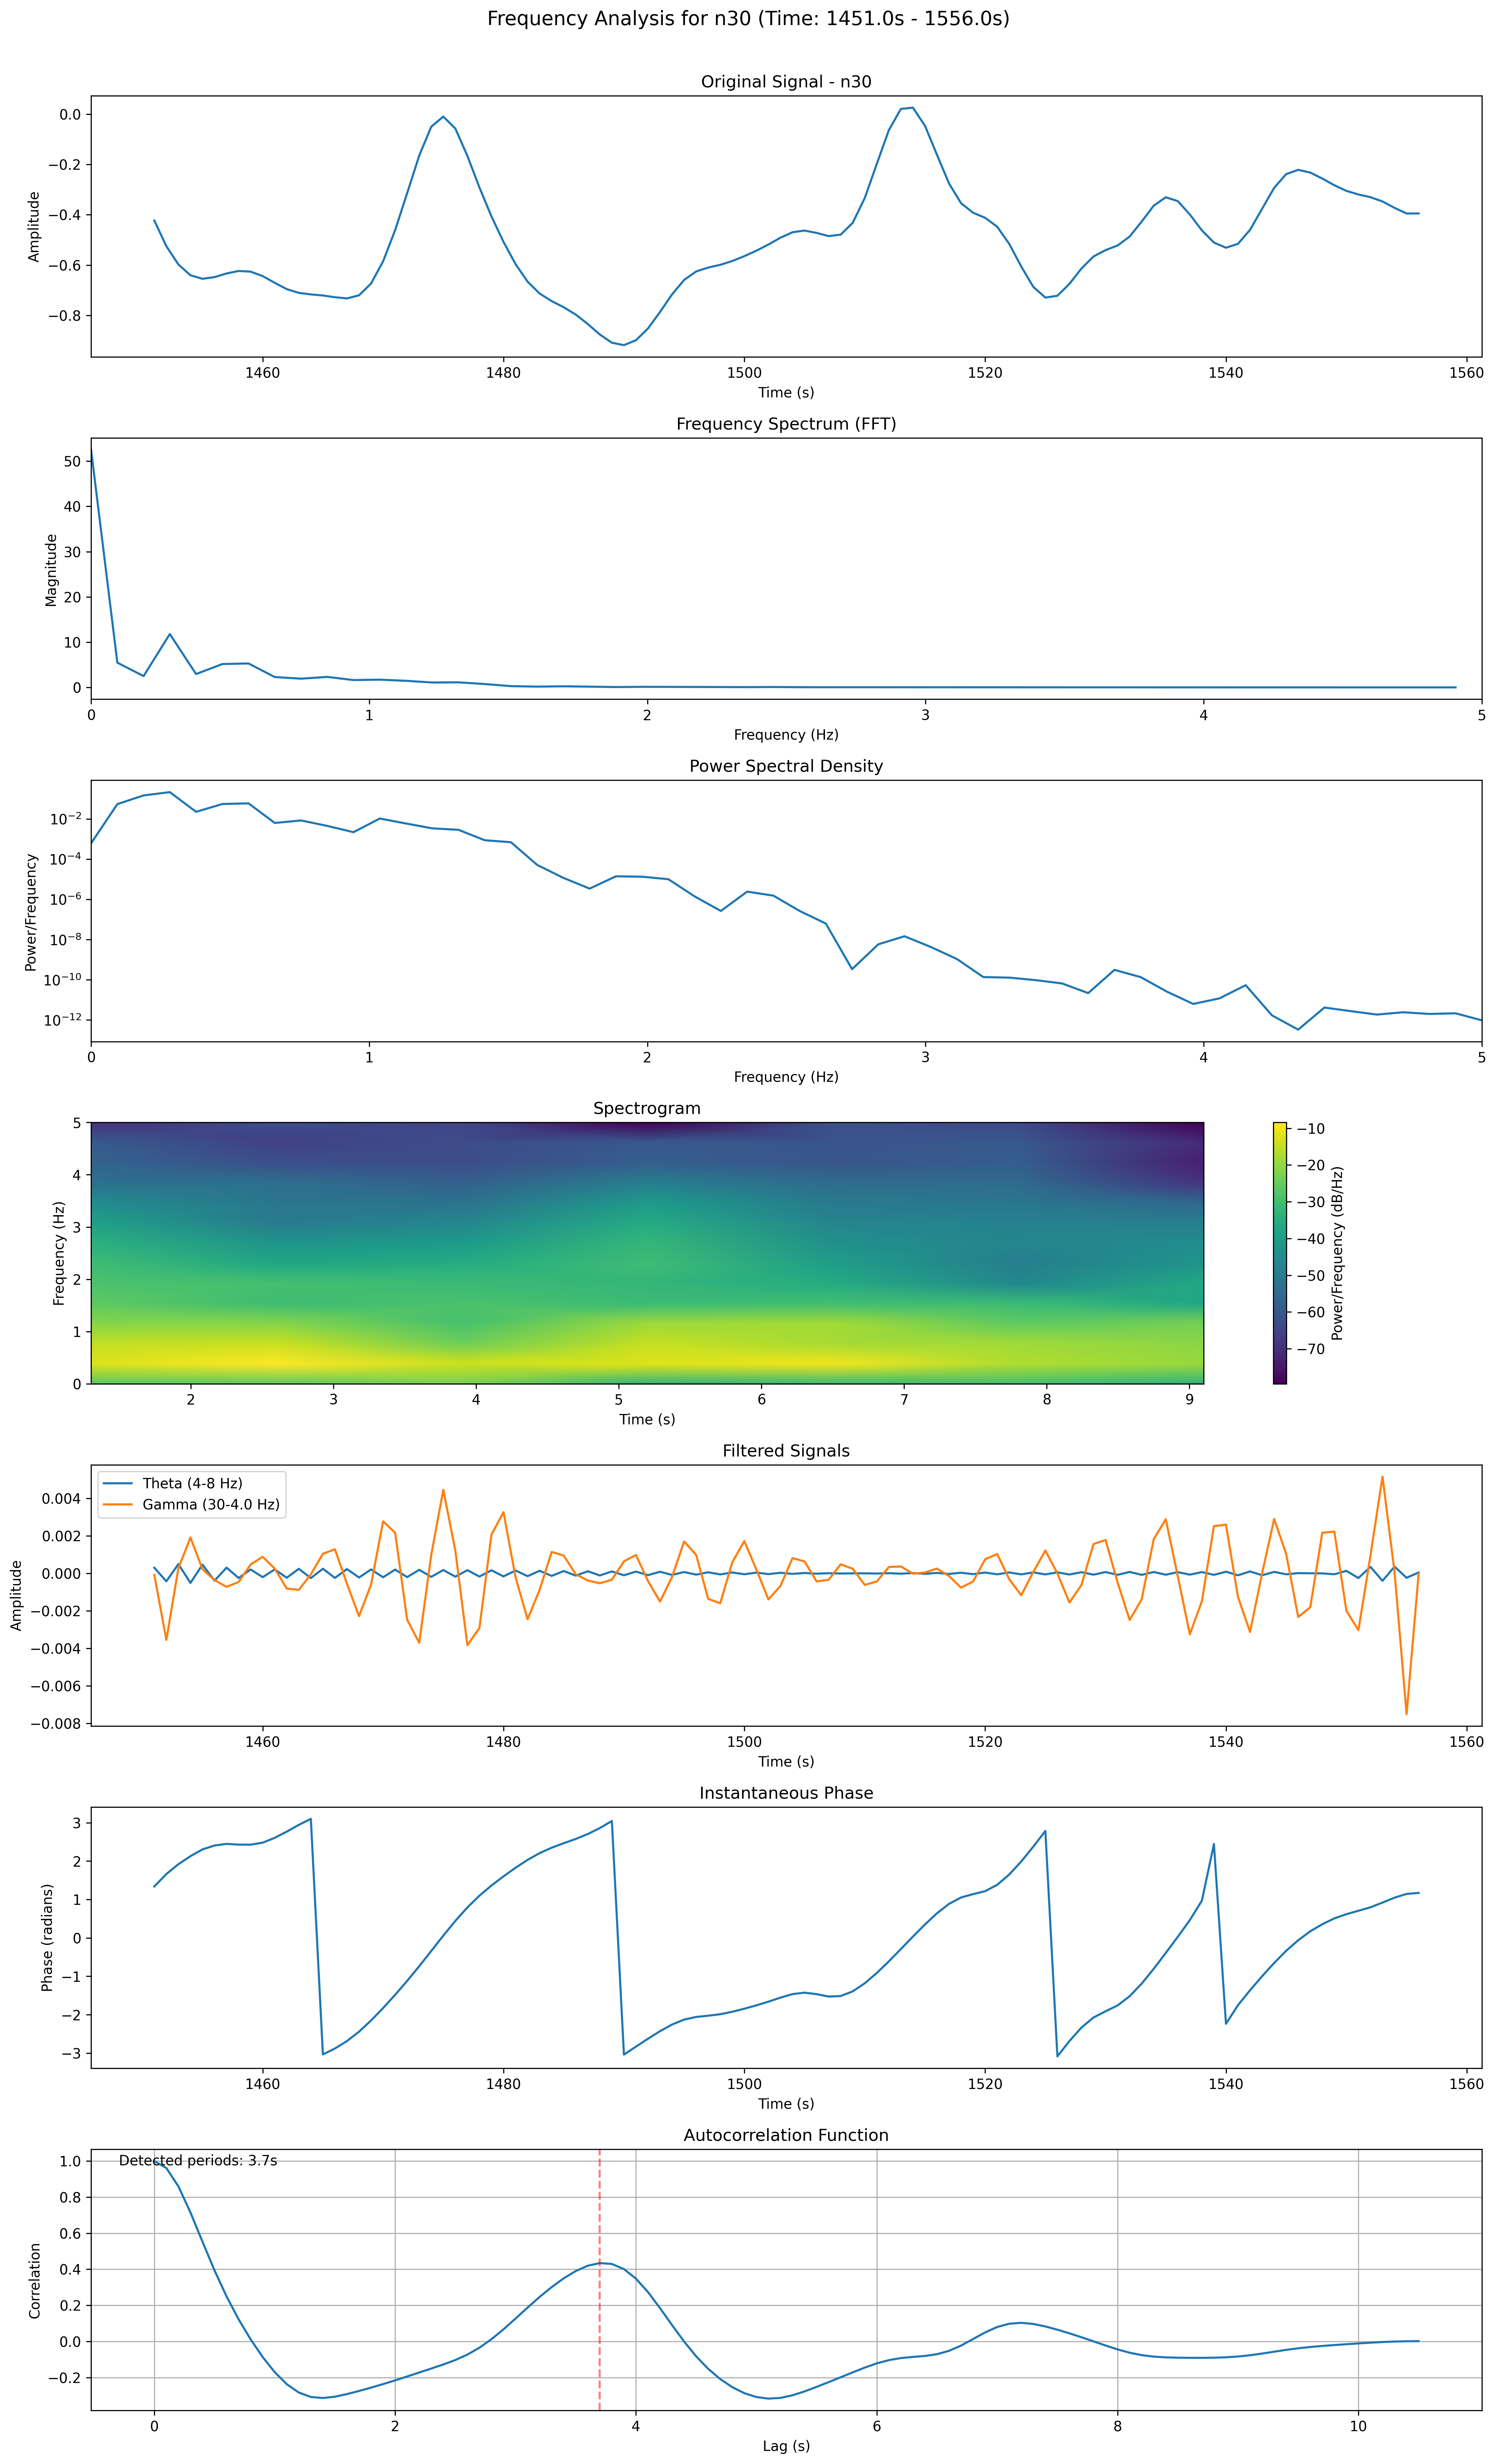 Frequency Analysis for n30 (Time: 1451.0s - 1556.0s)
Original Signal - n30
0.0
−0.2
−0.4
−0.6
−0.8
Amplitude
1460 1480 1500 1520 1540 1560
Time (s)
Frequency Spectrum (FFT)
50
40
30
20
10
0
Magnitude
0 1 2 3 4 5
Frequency (Hz)
Power Spectral Density
10⁻²
10⁻⁴
10⁻⁶
10⁻⁸
10⁻¹⁰
10⁻¹²
Power/Frequency
0 1 2 3 4 5
Frequency (Hz)
Spectrogram
5
4
3
2
1
0
Frequency (Hz)
2 3 4 5 6 7 8 9
Time (s)
−10
−20
−30
−40
−50
−60
−70
Power/Frequency (dB/Hz)
Filtered Signals
Theta (4-8 Hz)
Gamma (30-4.0 Hz)
0.004
0.002
0.000
−0.002
−0.004
−0.006
−0.008
Amplitude
1460 1480 1500 1520 1540 1560
Time (s)
Instantaneous Phase
3
2
1
0
−1
−2
−3
Phase (radians)
1460 1480 1500 1520 1540 1560
Time (s)
Autocorrelation Function
Detected periods: 3.7s
1.0
0.8
0.6
0.4
0.2
0.0
−0.2
Correlation
0 2 4 6 8 10
Lag (s)